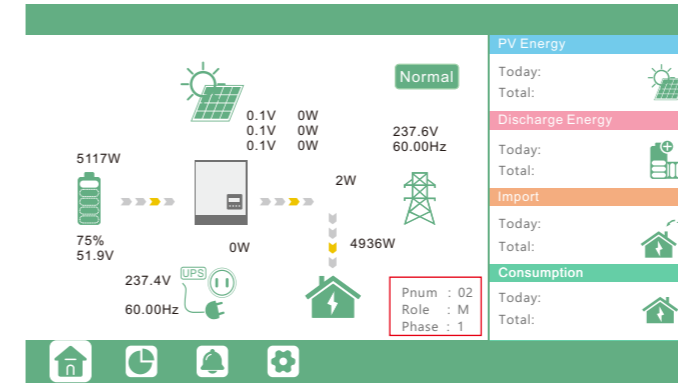 Normal
0.1V 0W
0.1V 0W
0.1V 0W
237.6V
60.00Hz
5117W
2W
75%
51.9V
0W
4936W
237.4V
UPS
60.00Hz
Pnum : 02
Role : M
Phase : 1
PV Energy
Today:
Total:
Discharge Energy
Today:
Total:
Import
Today:
Total:
Consumption
Today:
Total: